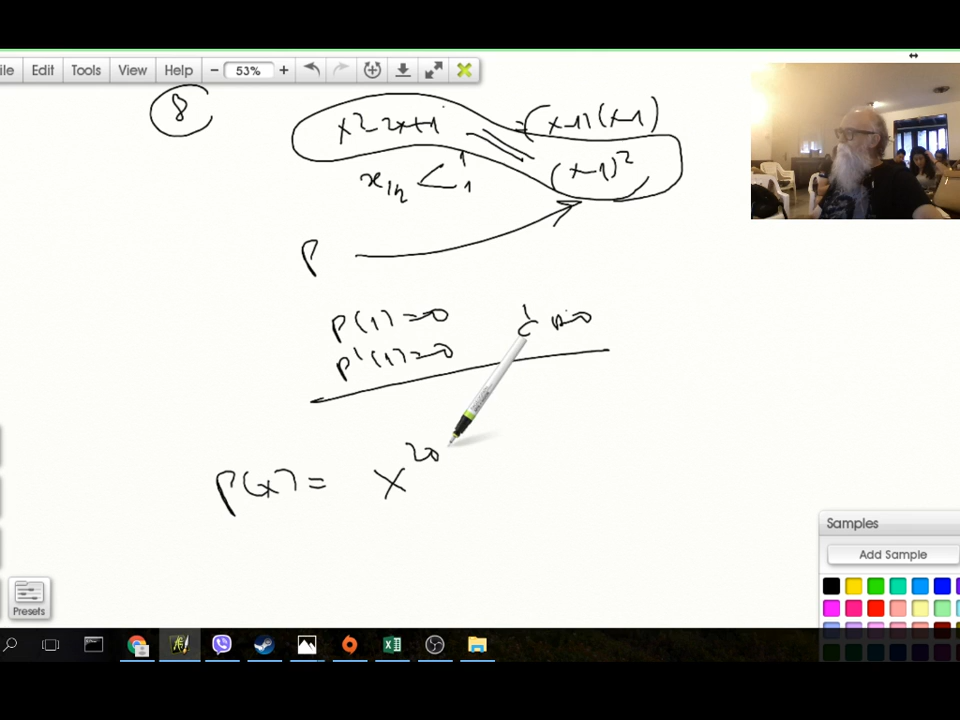 ile Edit Tools View Help - 53% +
8
x²-2x+1 = (x-1)(x-1)
(x-1)²
x₁/₂ < 1 1
P
P(1)=0
P'(1)=0
P(x) = x²⁰
Samples
Add Sample
Presets